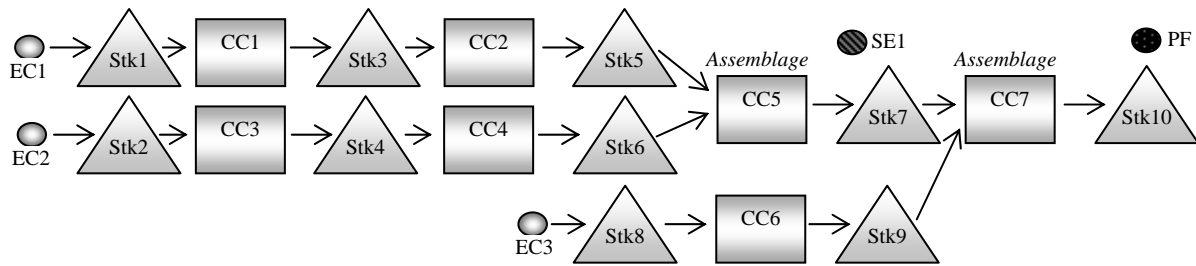 EC1
Stk1
CC1
Stk3
CC2
Stk5
EC2
Stk2
CC3
Stk4
CC4
Stk6
Assemblage
CC5
SE1
Stk7
Assemblage
CC7
PF
Stk10
EC3
Stk8
CC6
Stk9